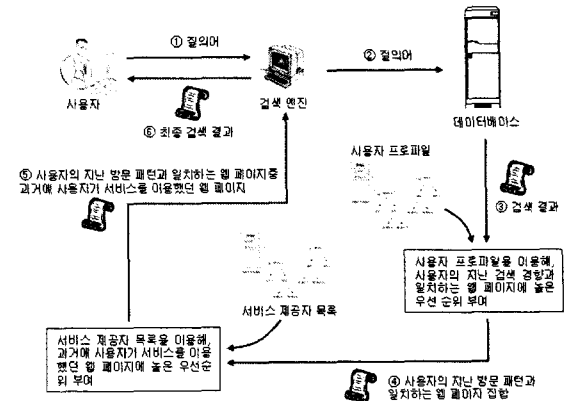 ① 질의어
② 질의어
사용자
검색 엔진
데이터베이스
⑥ 최종 검색 결과
⑤ 사용자의 지난 방문 패턴과 일치하는 웹 페이지중
과거에 사용자가 서비스를 이용했던 웹 페이지
사용자 프로파일
③ 검색 결과
사용자 프로파일을 이용해,
사용자의 지난 검색 경향과
일치하는 웹 페이지에 높은
우선 순위 부여
서비스 제공자 목록
서비스 제공자 목록을 이용해,
과거에 사용자가 서비스를 이용
했던 웹 페이지에 높은 우선순
위 부여
④ 사용자의 지난 방문 패턴과
일치하는 웹 페이지 집합